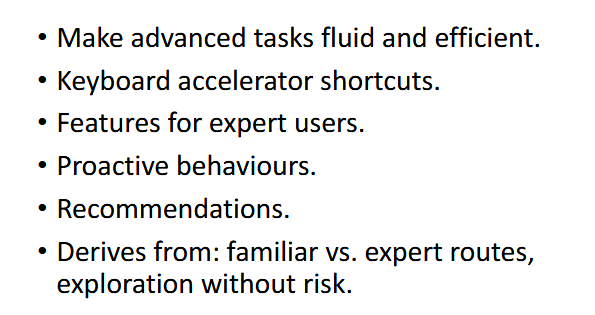 • Make advanced tasks fluid and efficient.
• Keyboard accelerator shortcuts.
• Features for expert users.
• Proactive behaviours.
• Recommendations.
• Derives from: familiar vs. expert routes,
exploration without risk.